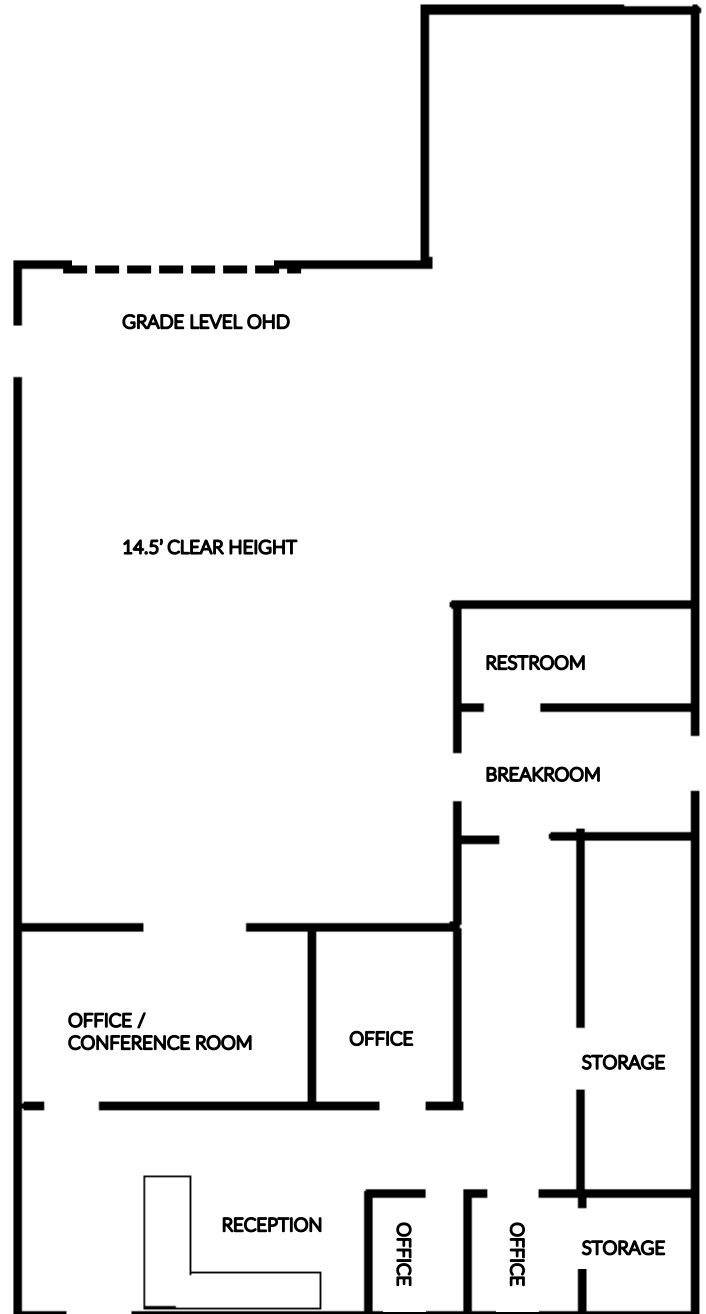 GRADE LEVEL OHD
14.5' CLEAR HEIGHT
RESTROOM
BREAKROOM
OFFICE /
CONFERENCE ROOM
OFFICE
STORAGE
RECEPTION
OFFICE
OFFICE
STORAGE